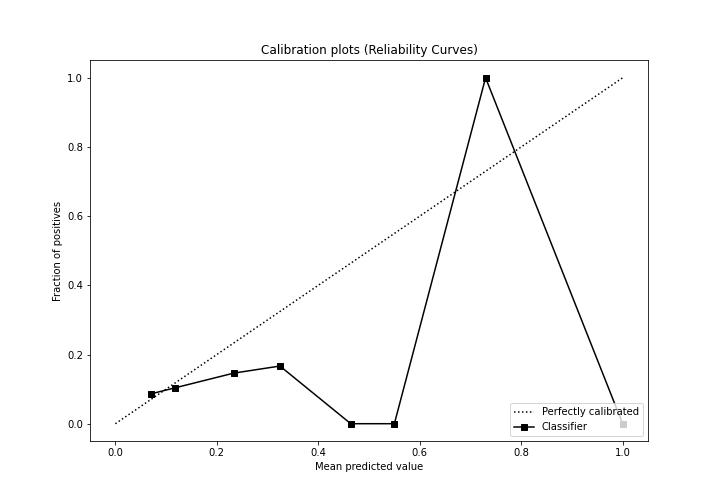 Calibration plots (Reliability Curves)
Fraction of positives
1.0
0.8
0.6
0.4
0.2
0.0
0.0 0.2 0.4 0.6 0.8 1.0
Mean predicted value
Perfectly calibrated
Classifier